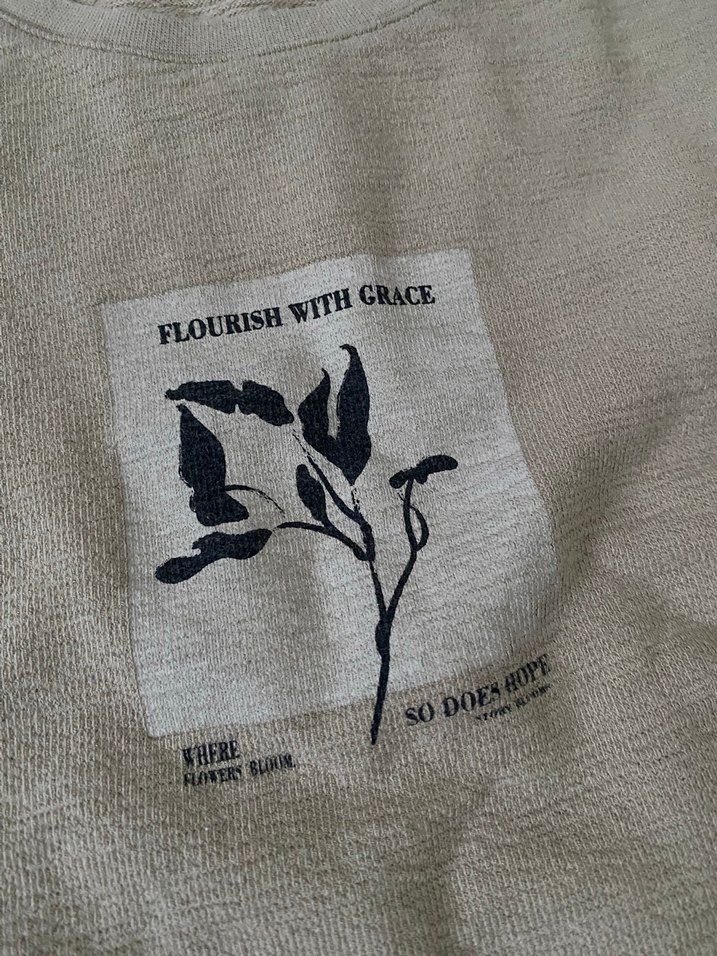 FLOURISH WITH GRACE
SO DOES HOPE
WHERE
FLOWERS BLOOM.